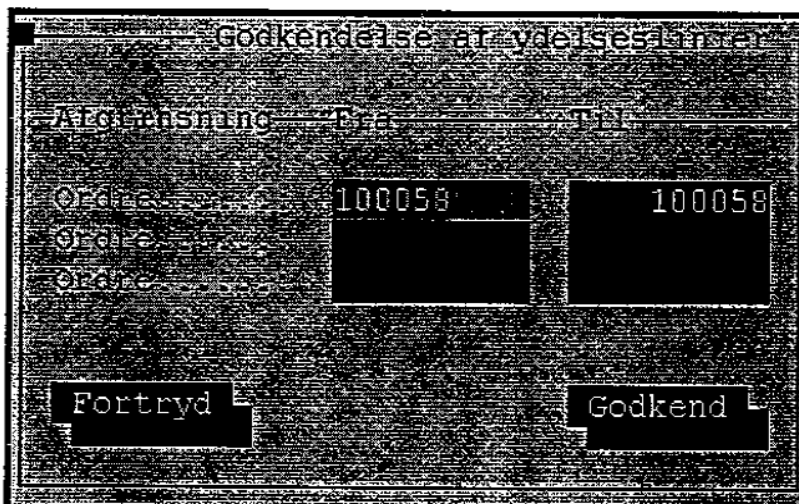 Godkendelse af ydelseslinier
Afgrænsning Fra Til
Ordre........ 100058 100058
Ordre........
Ordre........
Fortryd Godkend